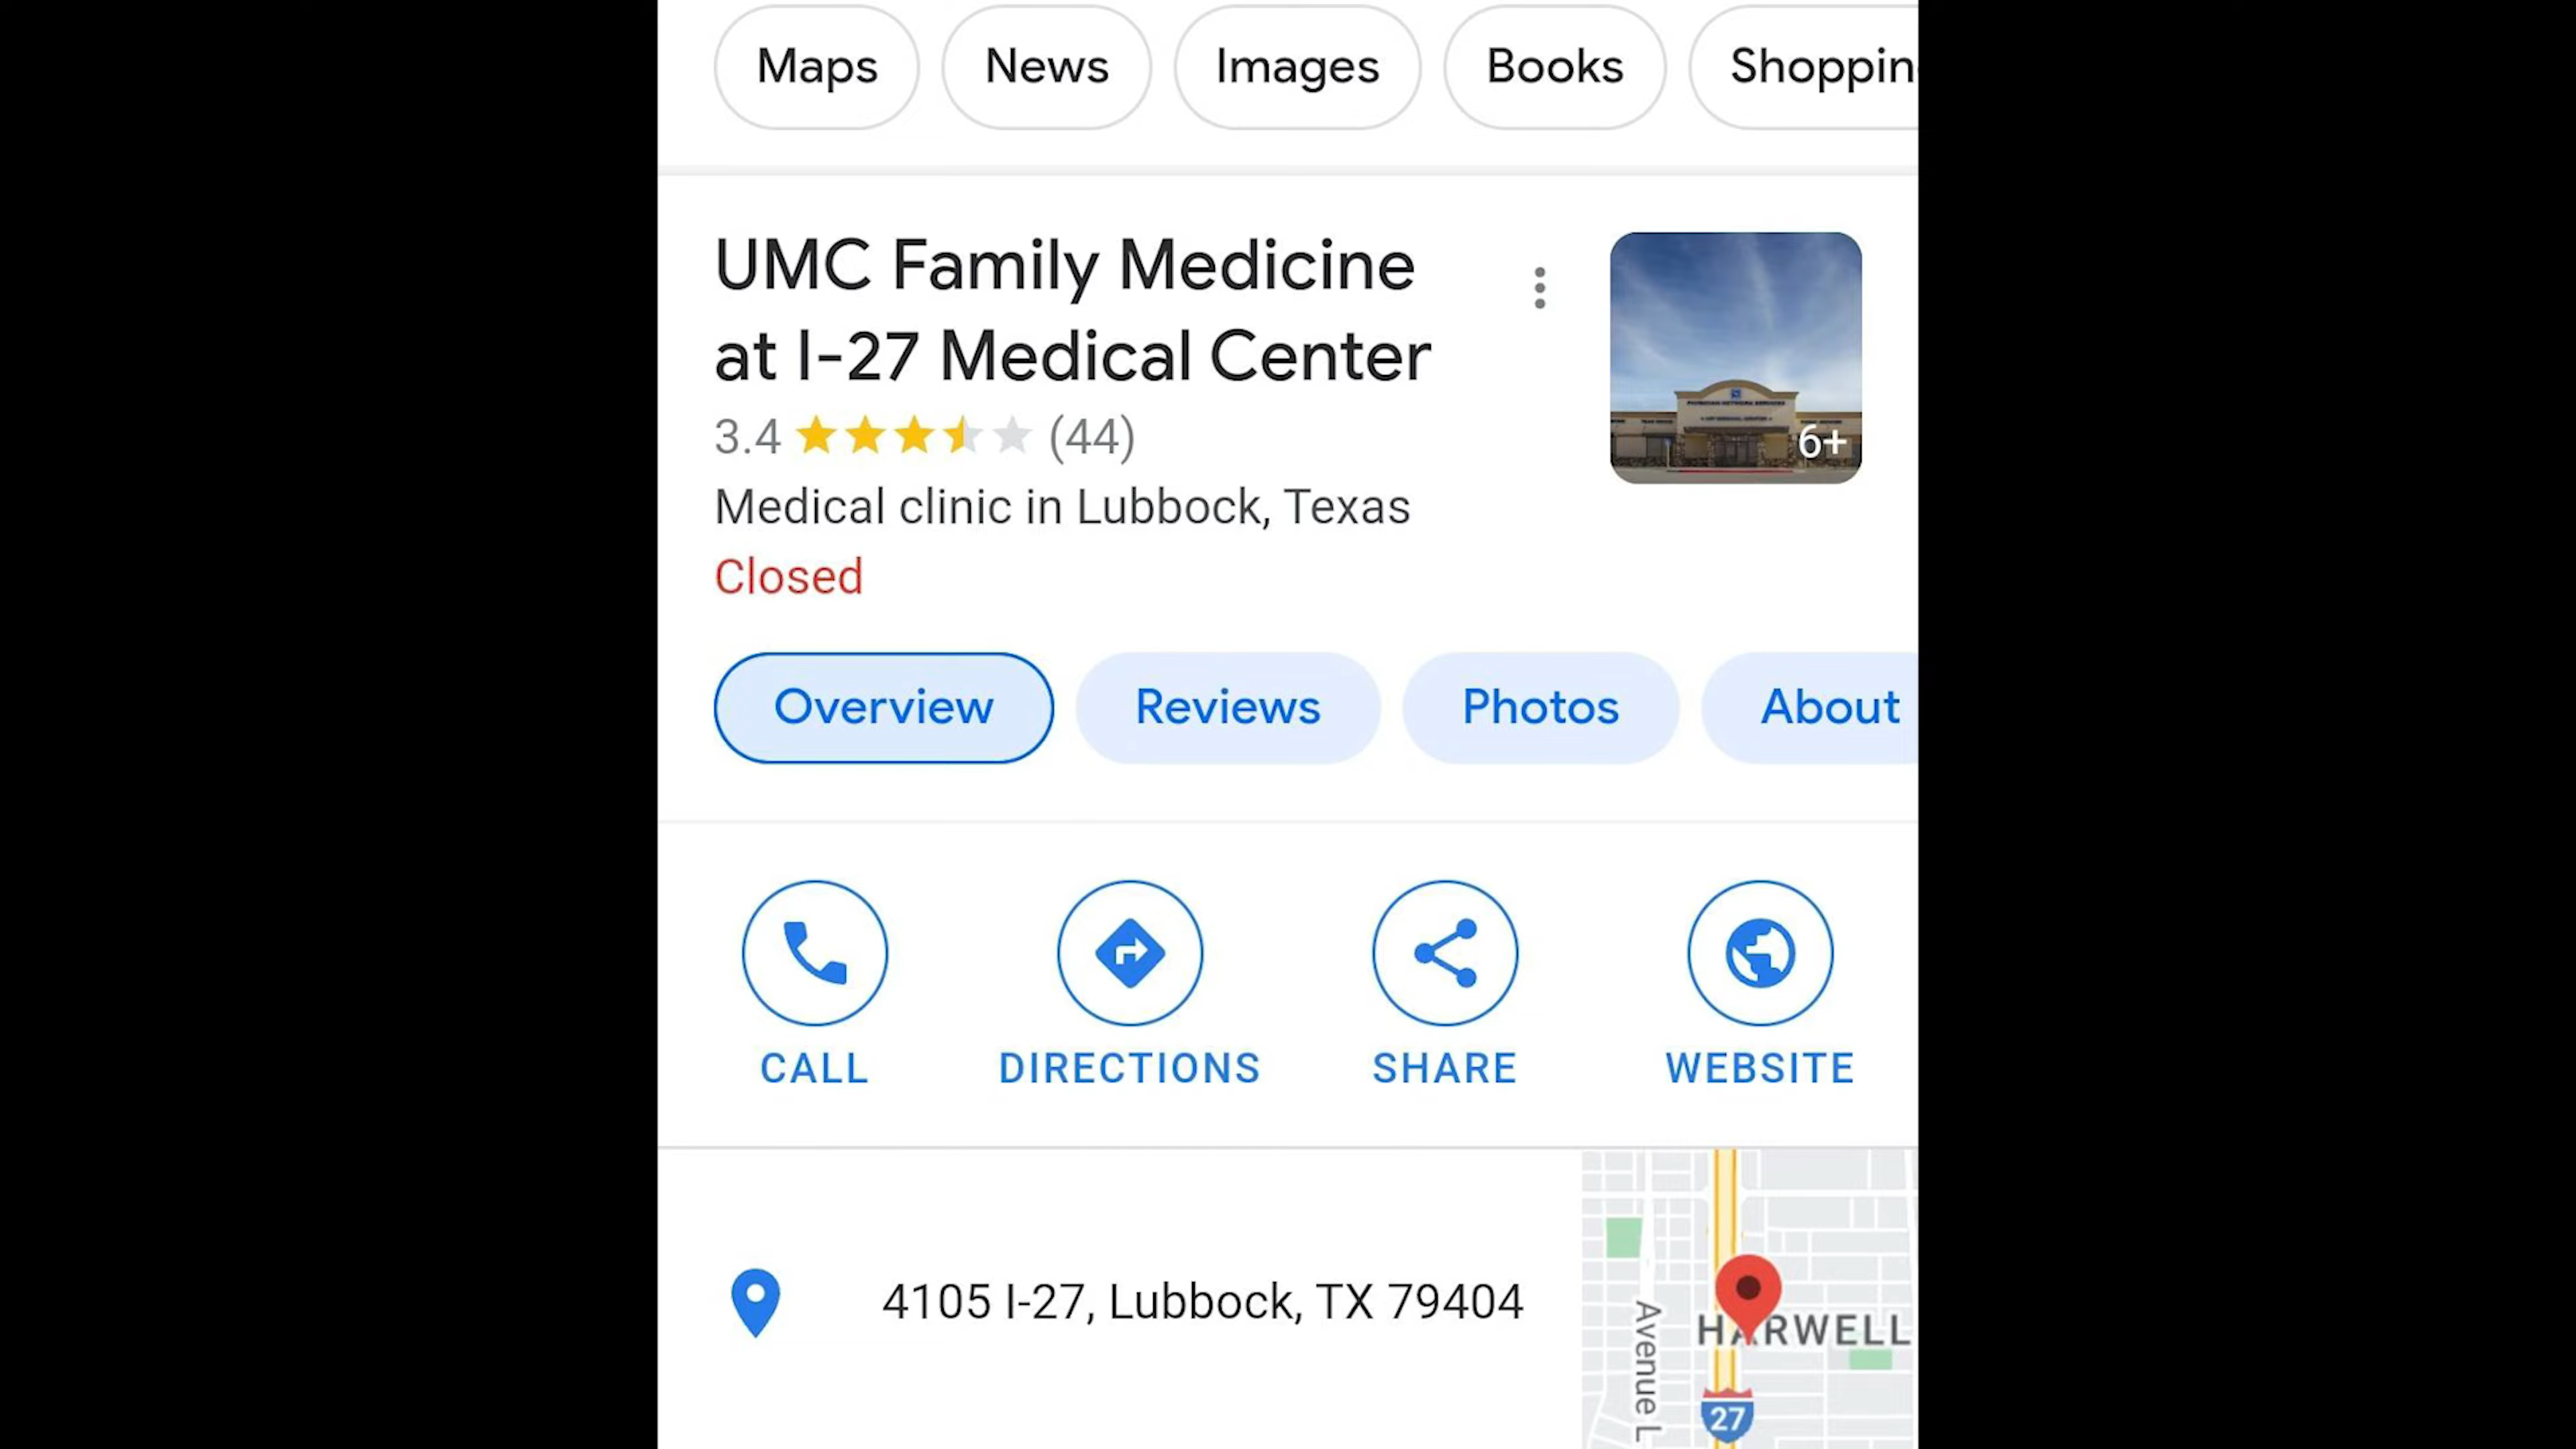 Maps News Images Books Shoppin
UMC Family Medicine
at I-27 Medical Center
3.4 (44)
Medical clinic in Lubbock, Texas
Closed
6+
Overview Reviews Photos About
CALL DIRECTIONS SHARE WEBSITE
4105 I-27, Lubbock, TX 79404
HARWELL
Avenue L
27